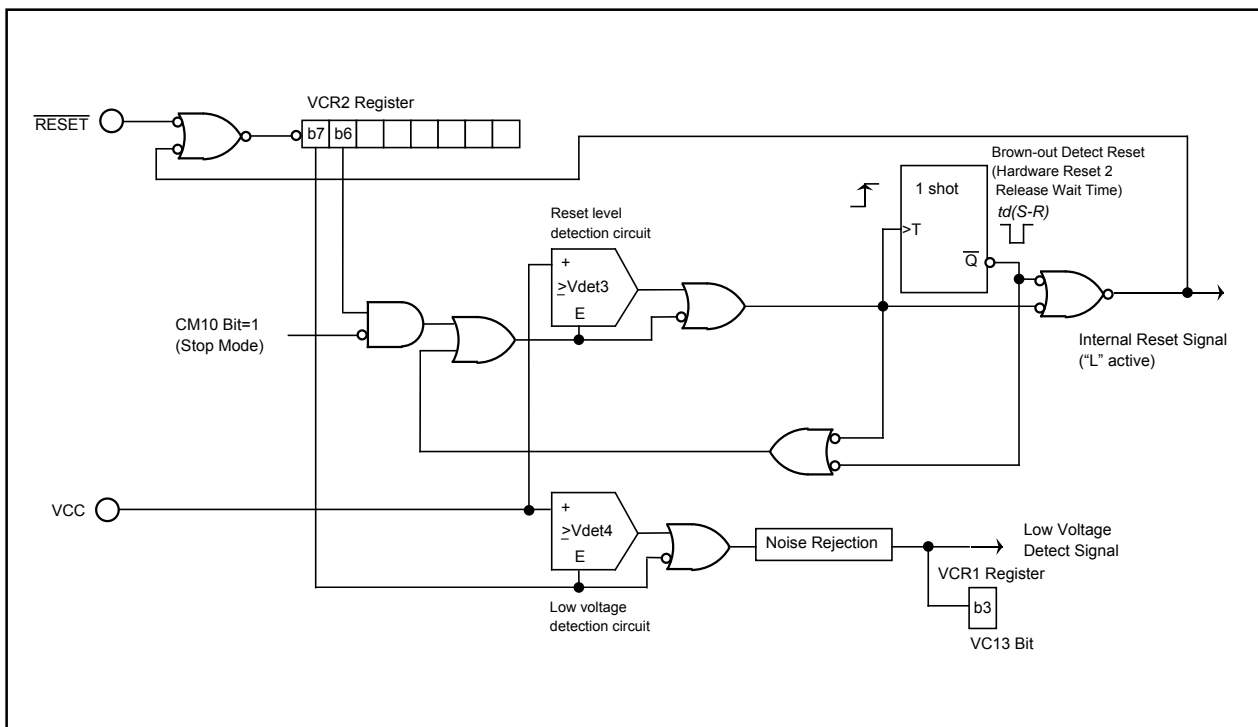 VCR2 Register
RESET
b7 b6
Brown-out Detect Reset
(Hardware Reset 2
Release Wait Time)
td(S-R)
1 shot
>T
Q
Reset level
detection circuit
+
≥Vdet3
E
CM10 Bit=1
(Stop Mode)
Internal Reset Signal
(“L” active)
VCC
+
≥Vdet4
E
Low voltage
detection circuit
Noise Rejection
Low Voltage
Detect Signal
VCR1 Register
b3
VC13 Bit